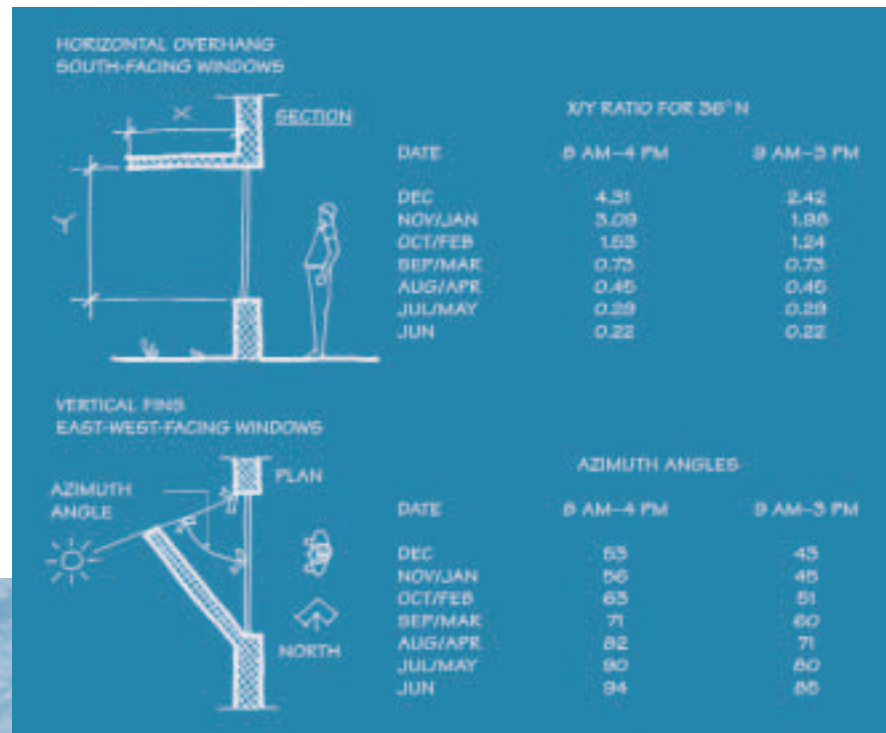 HORIZONTAL OVERHANG
SOUTH-FACING WINDOWS
X
SECTION
Y
X/Y RATIO FOR 36° N
DATE 8 AM–4 PM 9 AM–3 PM
DEC 4.31 2.42
NOV/JAN 3.09 1.98
OCT/FEB 1.53 1.24
SEP/MAR 0.73 0.73
AUG/APR 0.45 0.45
JUL/MAY 0.29 0.29
JUN 0.22 0.22
VERTICAL FINS
EAST-WEST-FACING WINDOWS
PLAN
AZIMUTH
ANGLE
NORTH
AZIMUTH ANGLES
DATE 8 AM–4 PM 9 AM–3 PM
DEC 43
NOV/JAN 56 45
OCT/FEB 63 51
SEP/MAR 71 60
AUG/APR 82 71
JUL/MAY 90 80
JUN 94